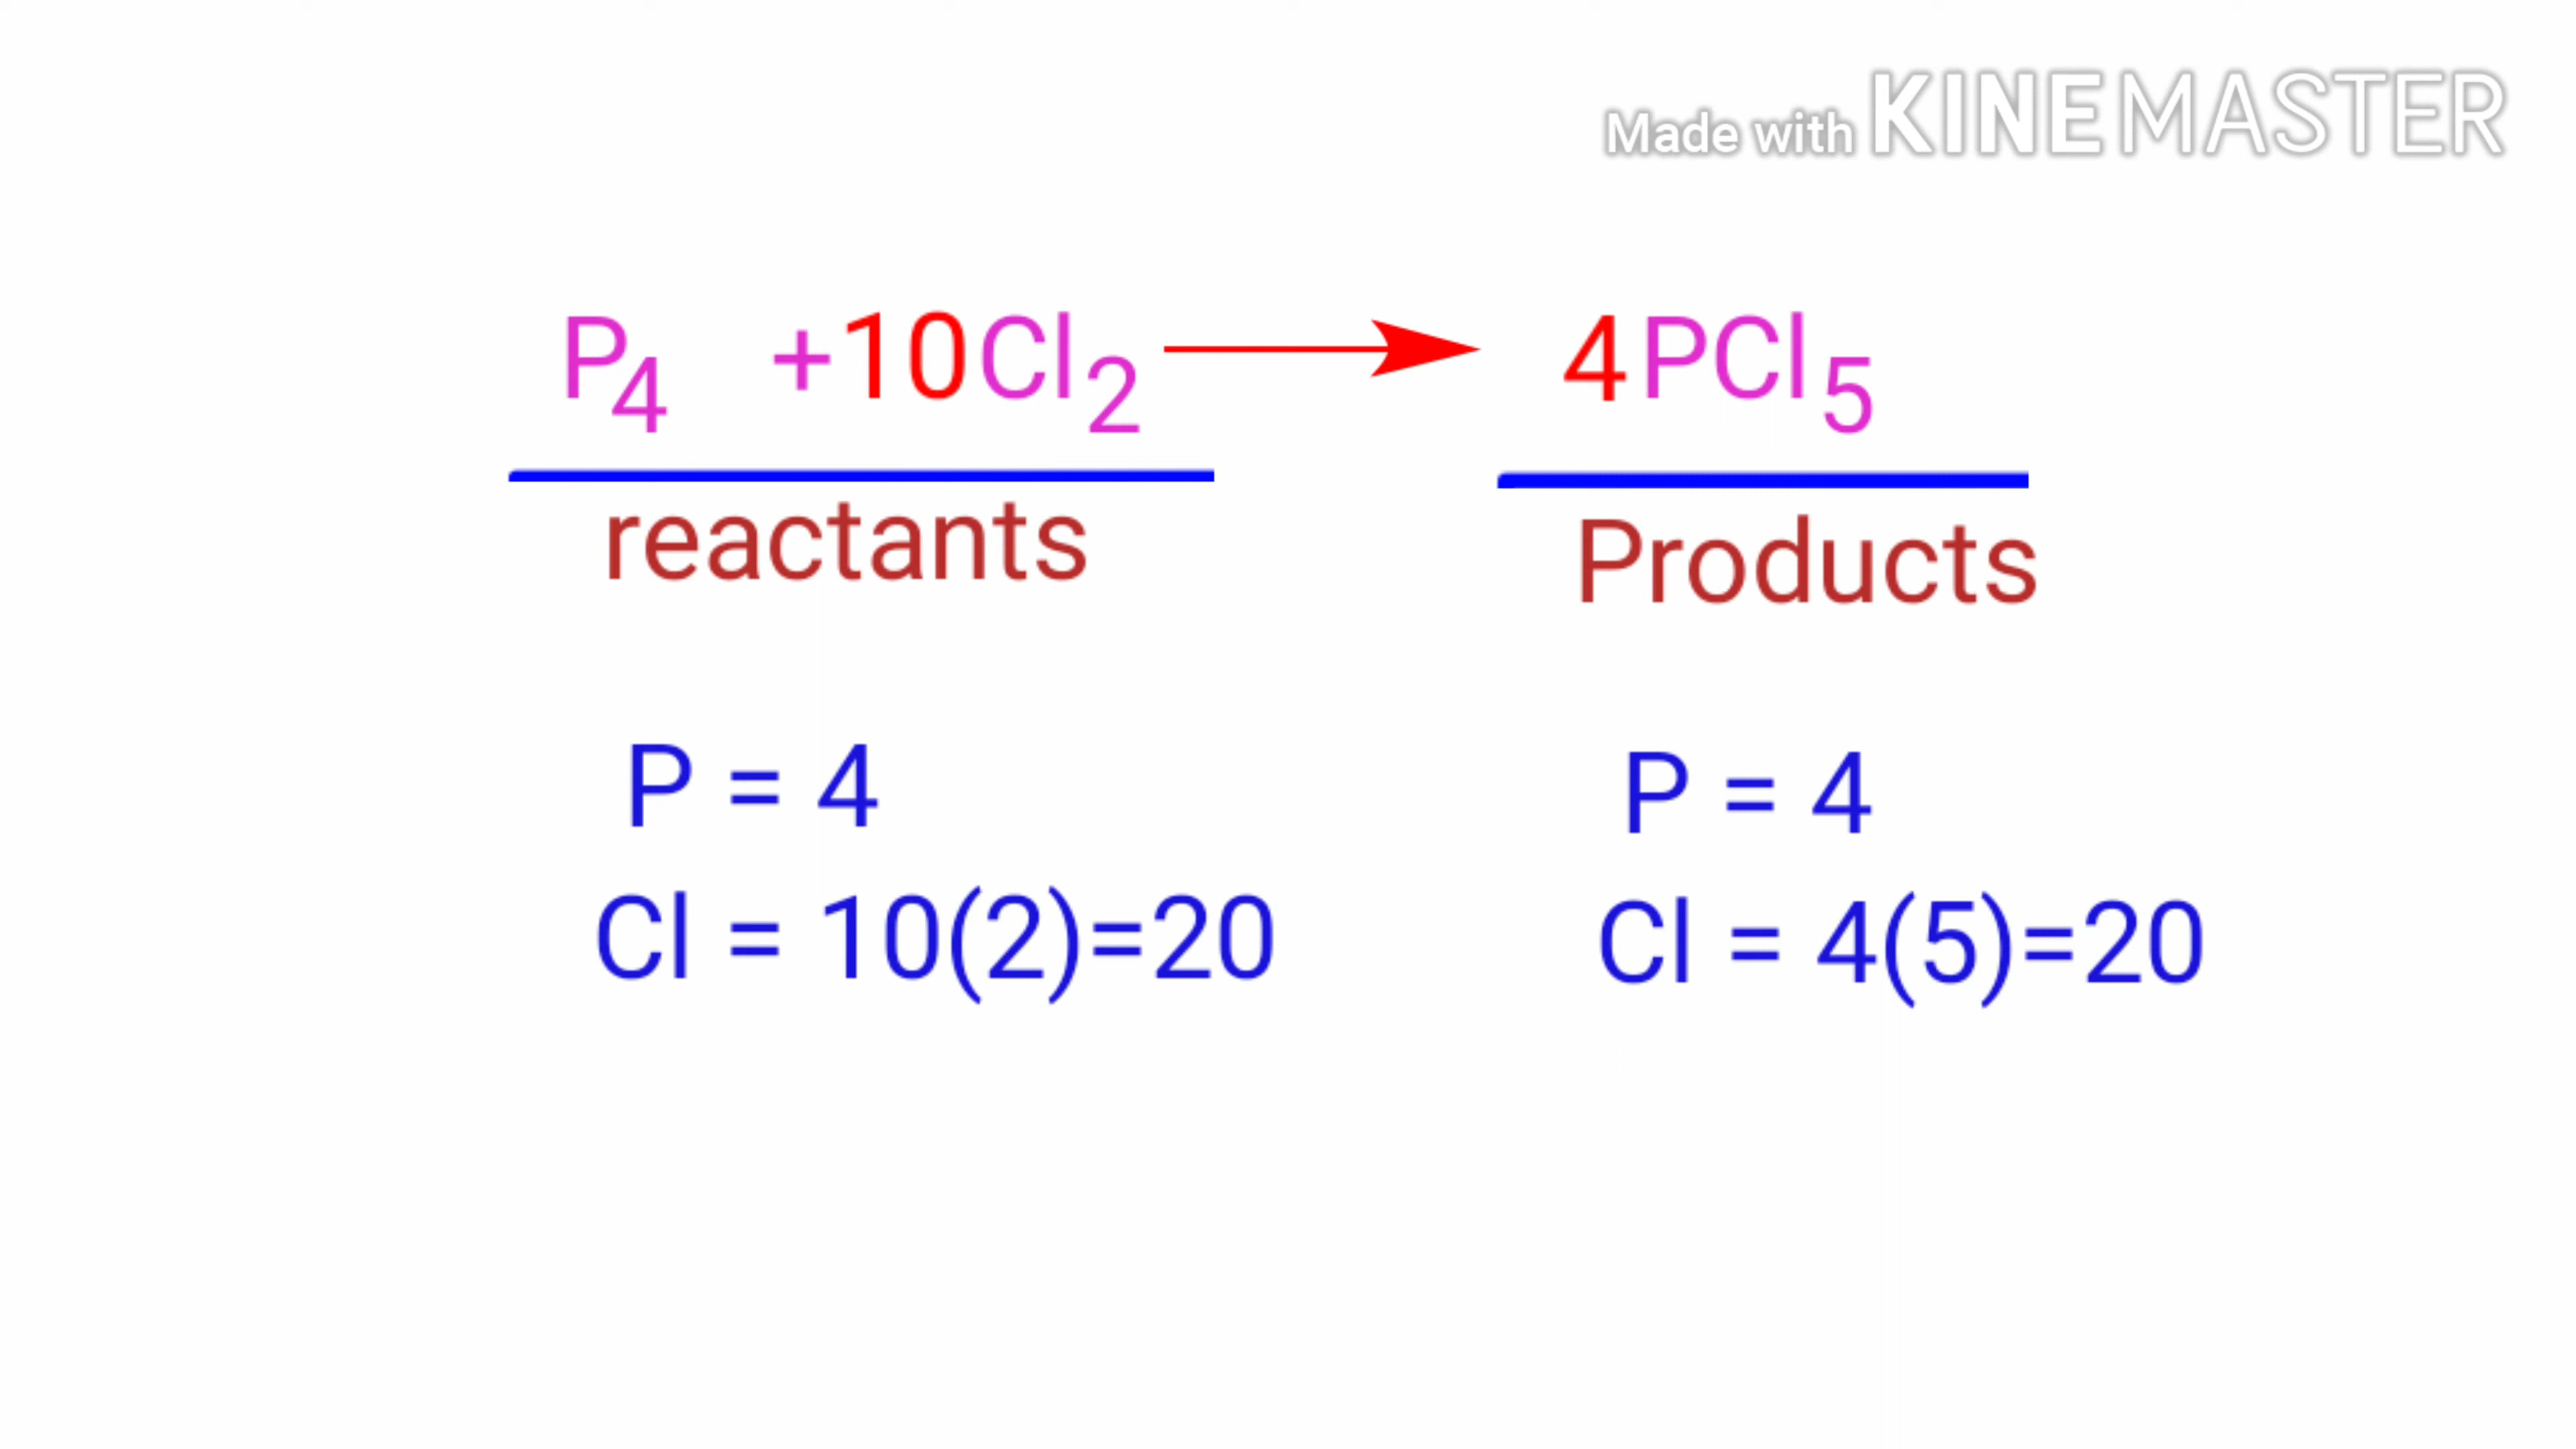 Made with KINEMASTER
P₄ +10Cl₂ → 4PCl₅
reactants Products
P = 4 P = 4
Cl = 10(2)=20 Cl = 4(5)=20